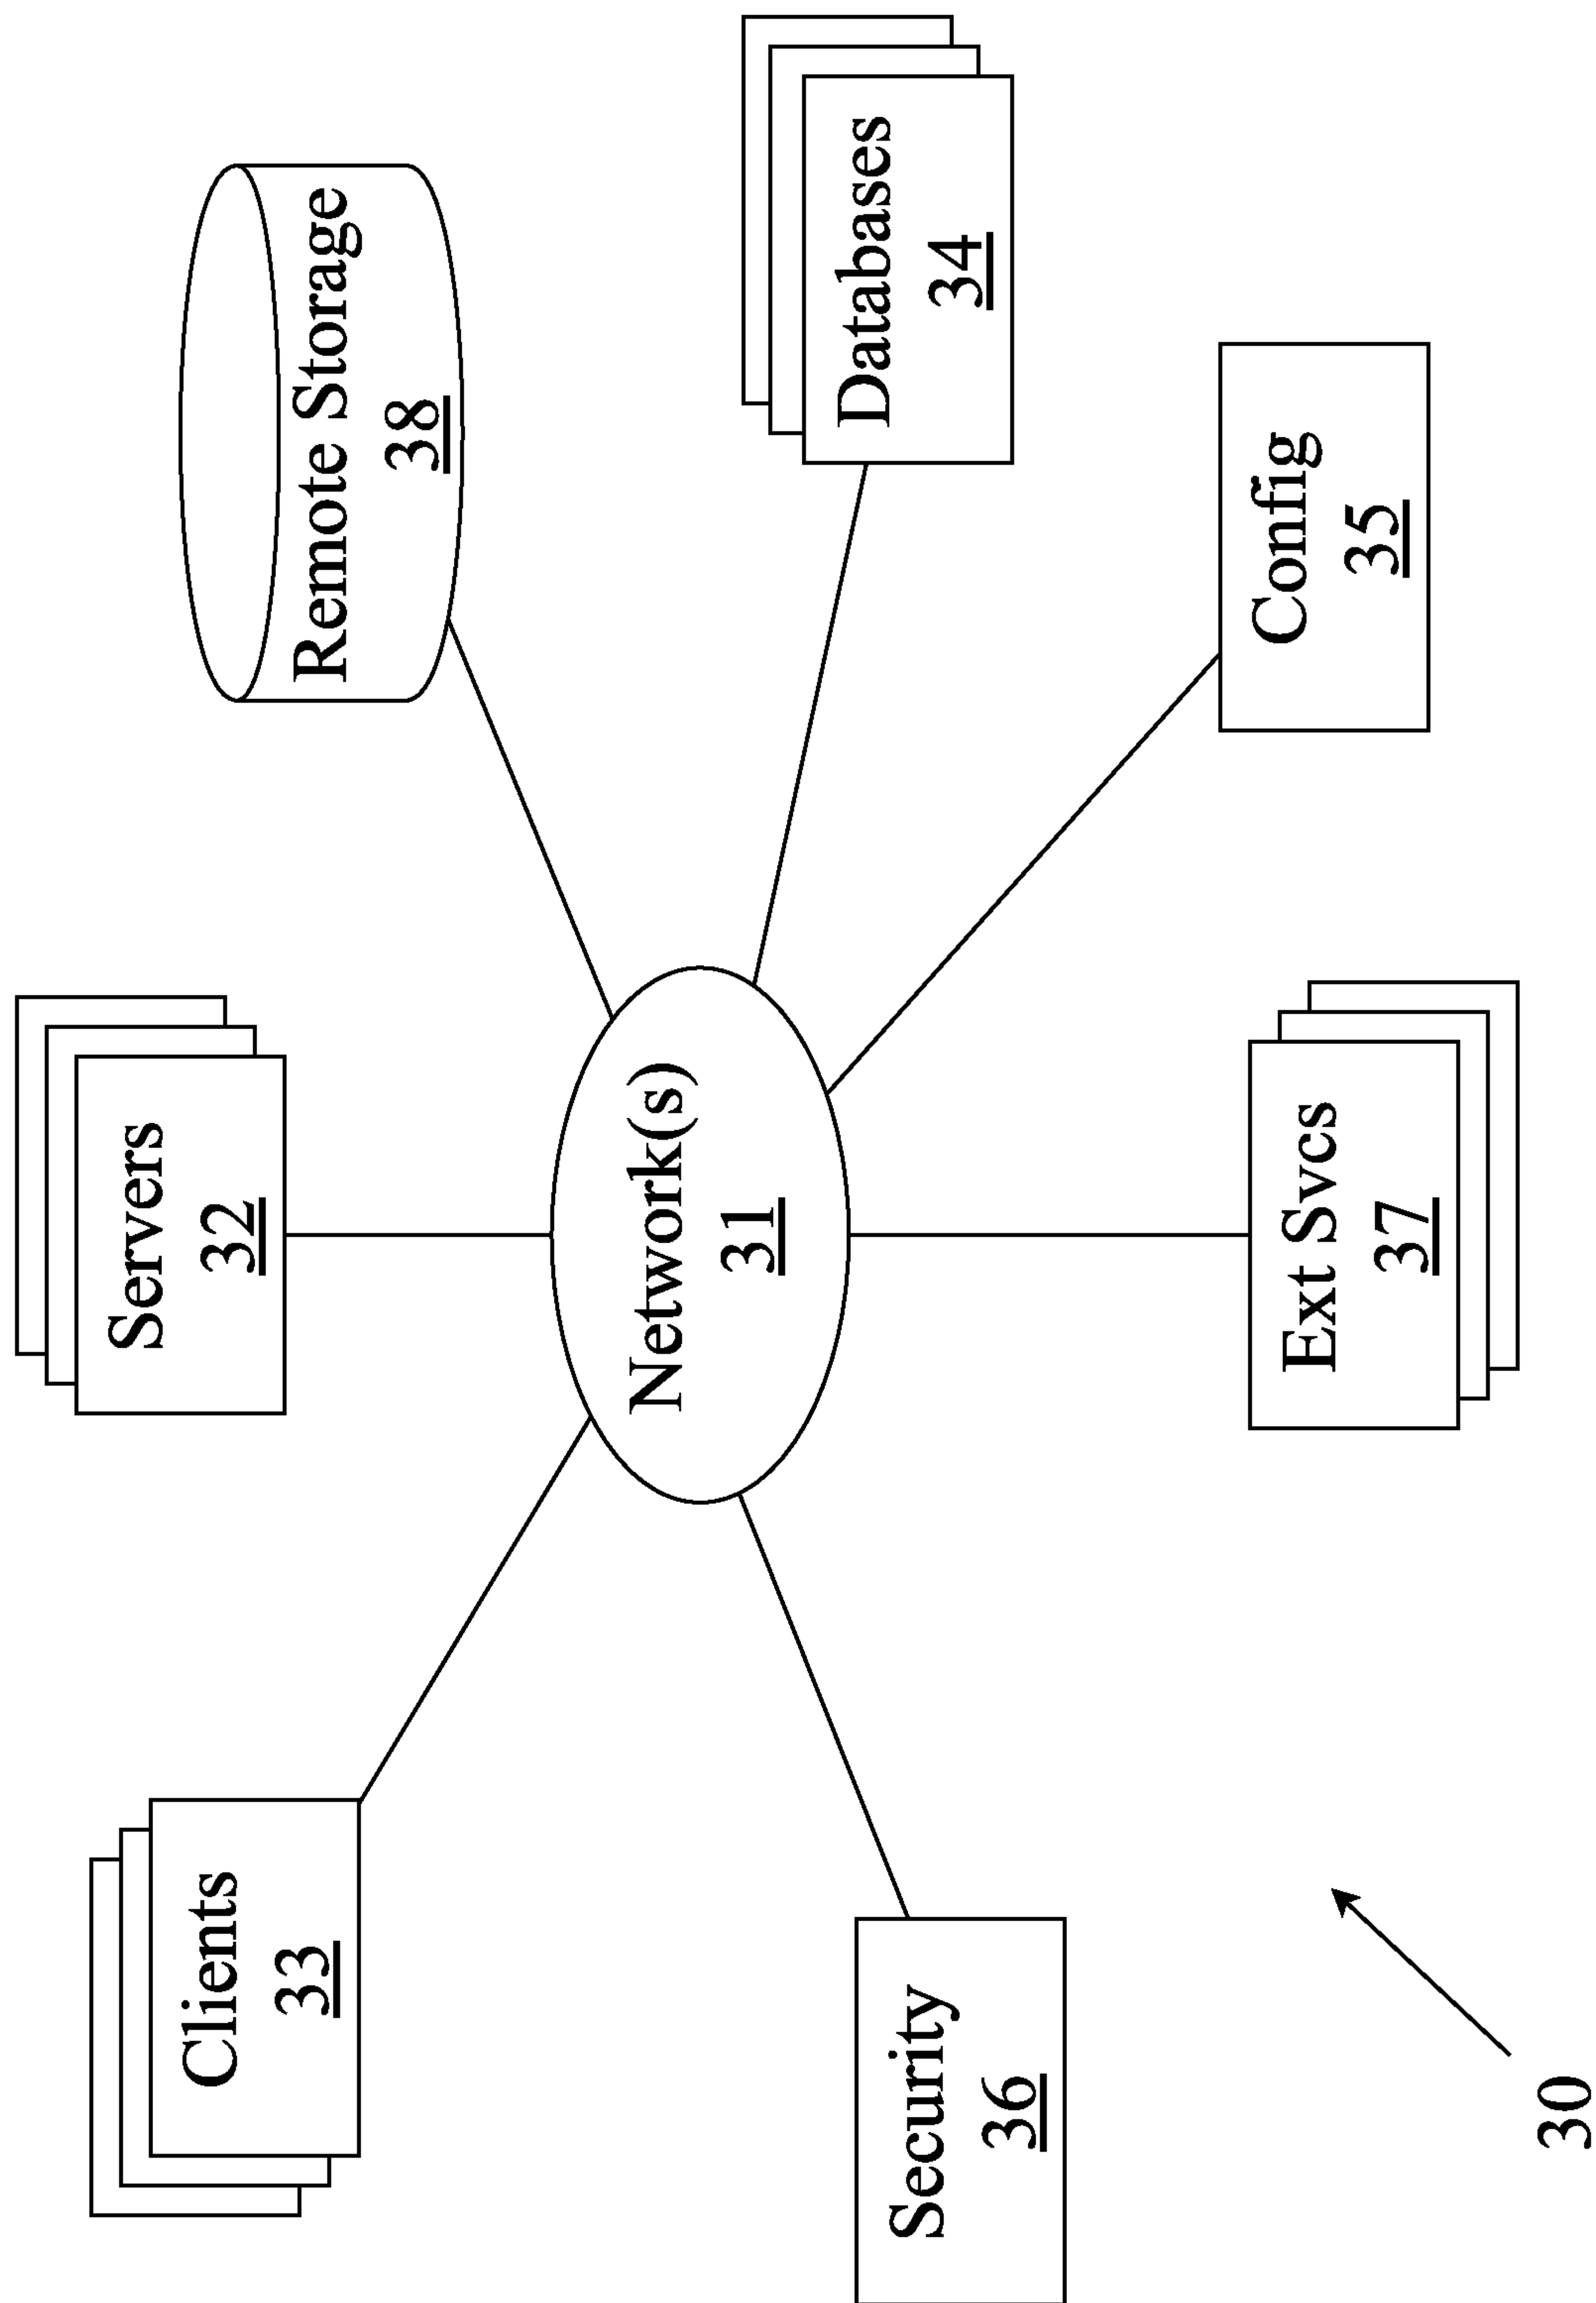 Servers
32
Clients
33
Remote Storage
38
Network(s)
31
Databases
34
Security
36
Config
35
Ext Svcs
37
30